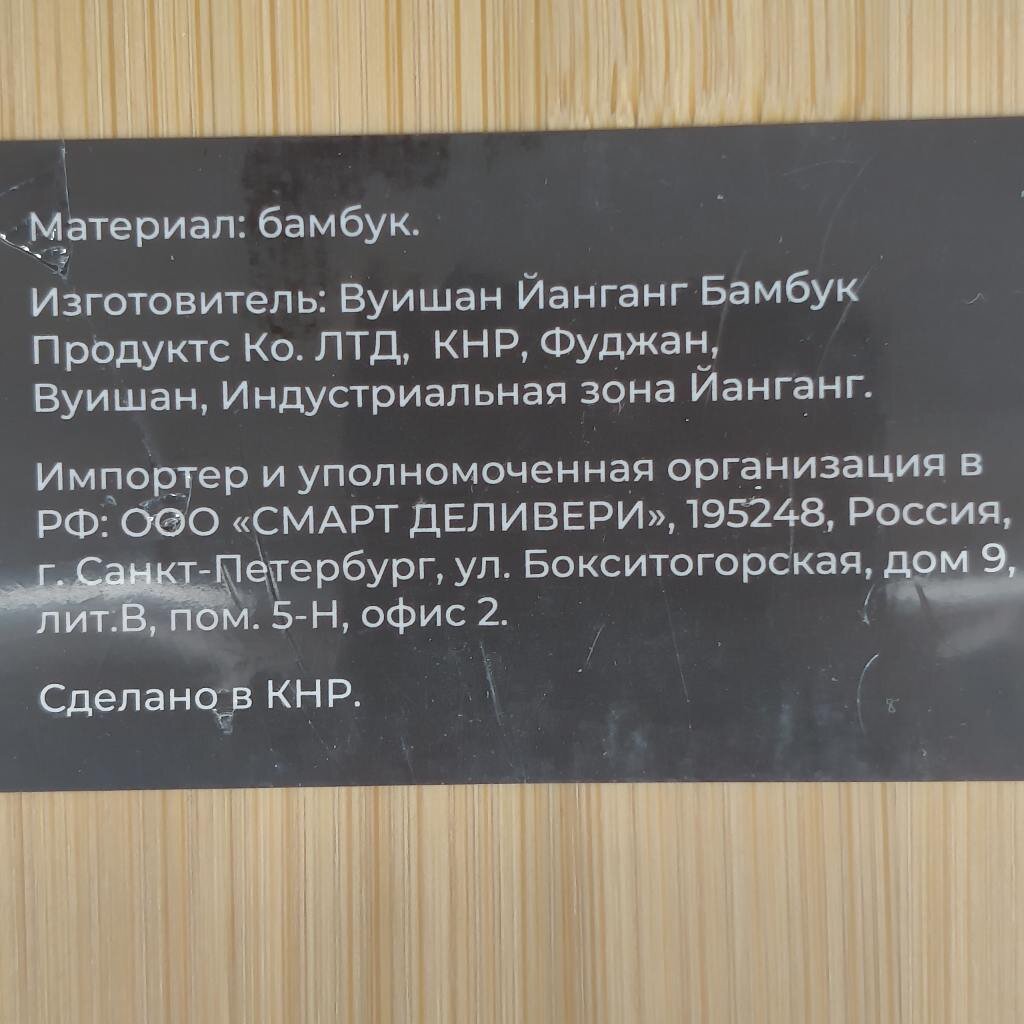 Материал: бамбук.
Изготовитель: Вуишан Йанганг Бамбук
Продуктс Ко. ЛТД, КНР, Фуджан,
Вуишан, Индустриальная зона Йанганг.
Импортер и уполномоченная организация в
РФ: ООО «СМАРТ ДЕЛИВЕРИ», 195248, Россия,
г. Санкт-Петербург, ул. Бокситогорская, дом 9,
лит.В, пом. 5-Н, офис 2.
Сделано в КНР.